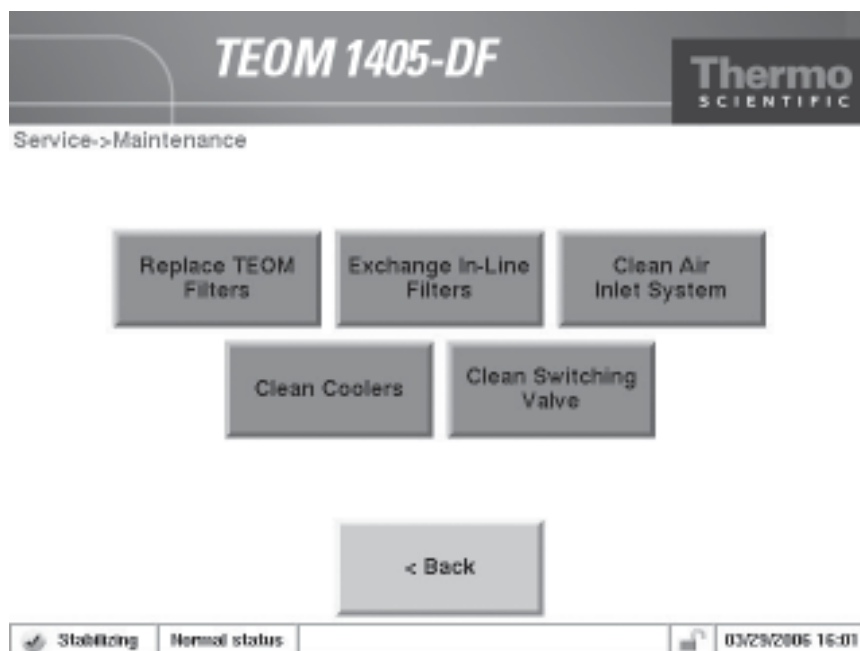 TEOM 1405-DF
Thermo
SCIENTIFIC
Service->Maintenance
Replace TEOM
Filters
Exchange In-Line
Filters
Clean Air
Inlet System
Clean Coolers
Clean Switching
Valve
< Back
Stabilizing
Normal status
03/29/2006 16:01